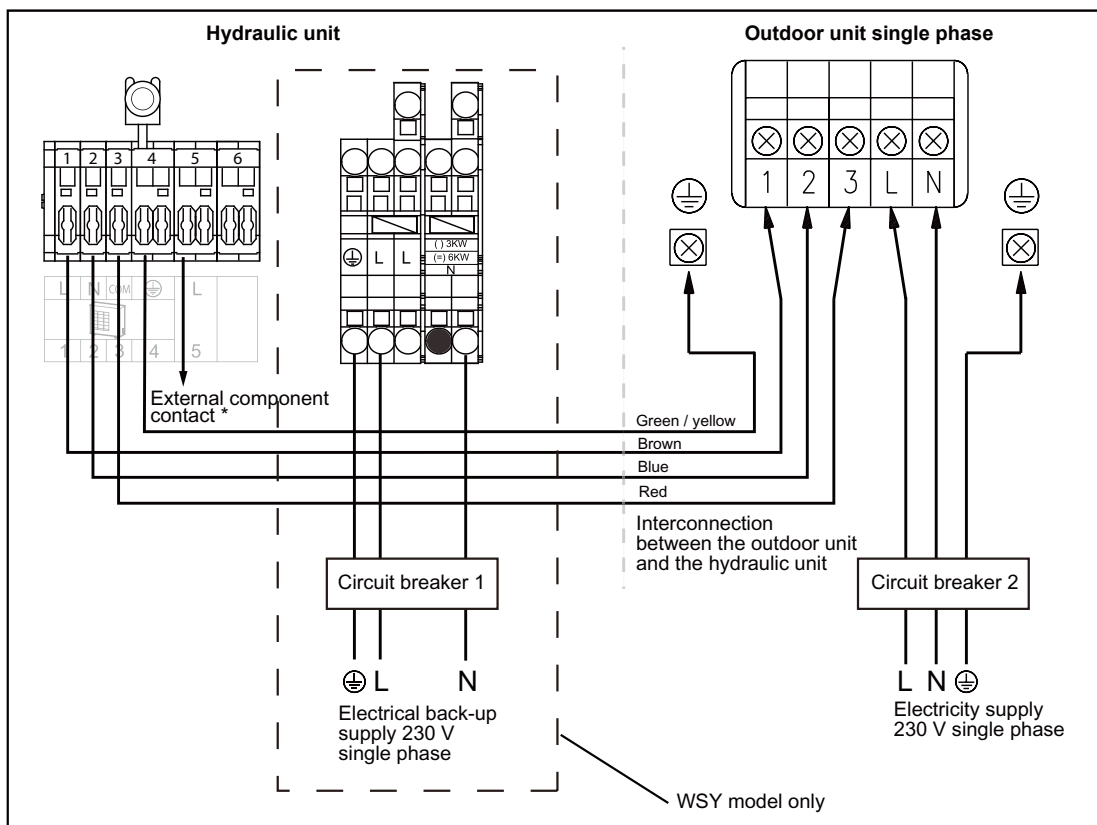 Hydraulic unit
Outdoor unit single phase
1 2 3 4 5 6
L N COM L
1 2 3 4 5
L L
( ) 3KW
(=) 6KW
N
1 2 3 L N
External component
contact *
Green / yellow
Brown
Blue
Red
Interconnection
between the outdoor unit
and the hydraulic unit
Circuit breaker 1
Circuit breaker 2
L N
Electrical back-up
supply 230 V
single phase
L N
Electricity supply
230 V single phase
WSY model only